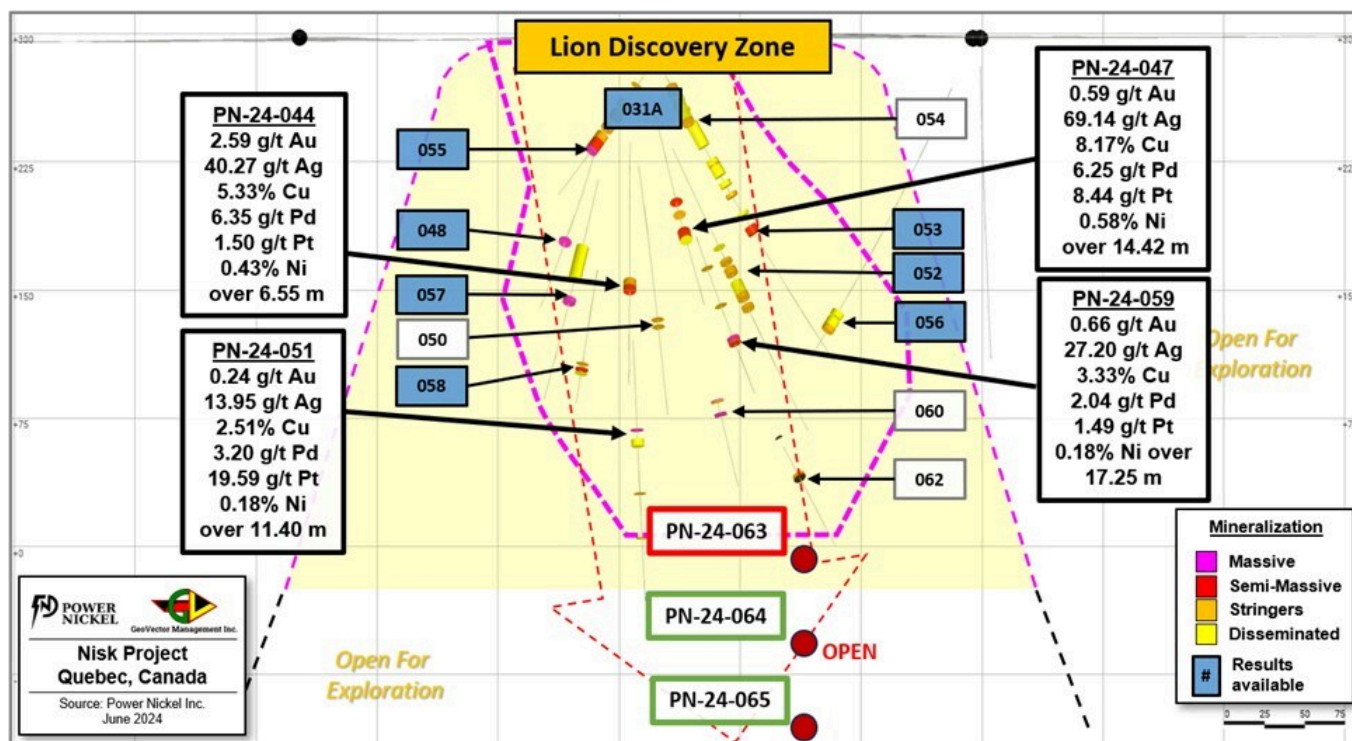 Lion Discovery Zone
+300
+225
+150
+75
+0
PN-24-044
2.59 g/t Au
40.27 g/t Ag
5.33% Cu
6.35 g/t Pd
1.50 g/t Pt
0.43% Ni
over 6.55 m
PN-24-051
0.24 g/t Au
13.95 g/t Ag
2.51% Cu
3.20 g/t Pd
19.59 g/t Pt
0.18% Ni
over 11.40 m
055
048
057
050
058
031A
054
053
052
056
060
062
PN-24-047
0.59 g/t Au
69.14 g/t Ag
8.17% Cu
6.25 g/t Pd
8.44 g/t Pt
0.58% Ni
over 14.42 m
PN-24-059
0.66 g/t Au
27.20 g/t Ag
3.33% Cu
2.04 g/t Pd
1.49 g/t Pt
0.18% Ni over
17.25 m
Open For
Exploration
PN-24-063
PN-24-064
PN-24-065
OPEN
Open For
Exploration
POWER
NICKEL
GeoVector Management Inc.
Nisk Project
Quebec, Canada
Source: Power Nickel Inc.
June 2024
Mineralization
Massive
Semi-Massive
Stringers
Disseminated
# Results
available
0 25 50 75